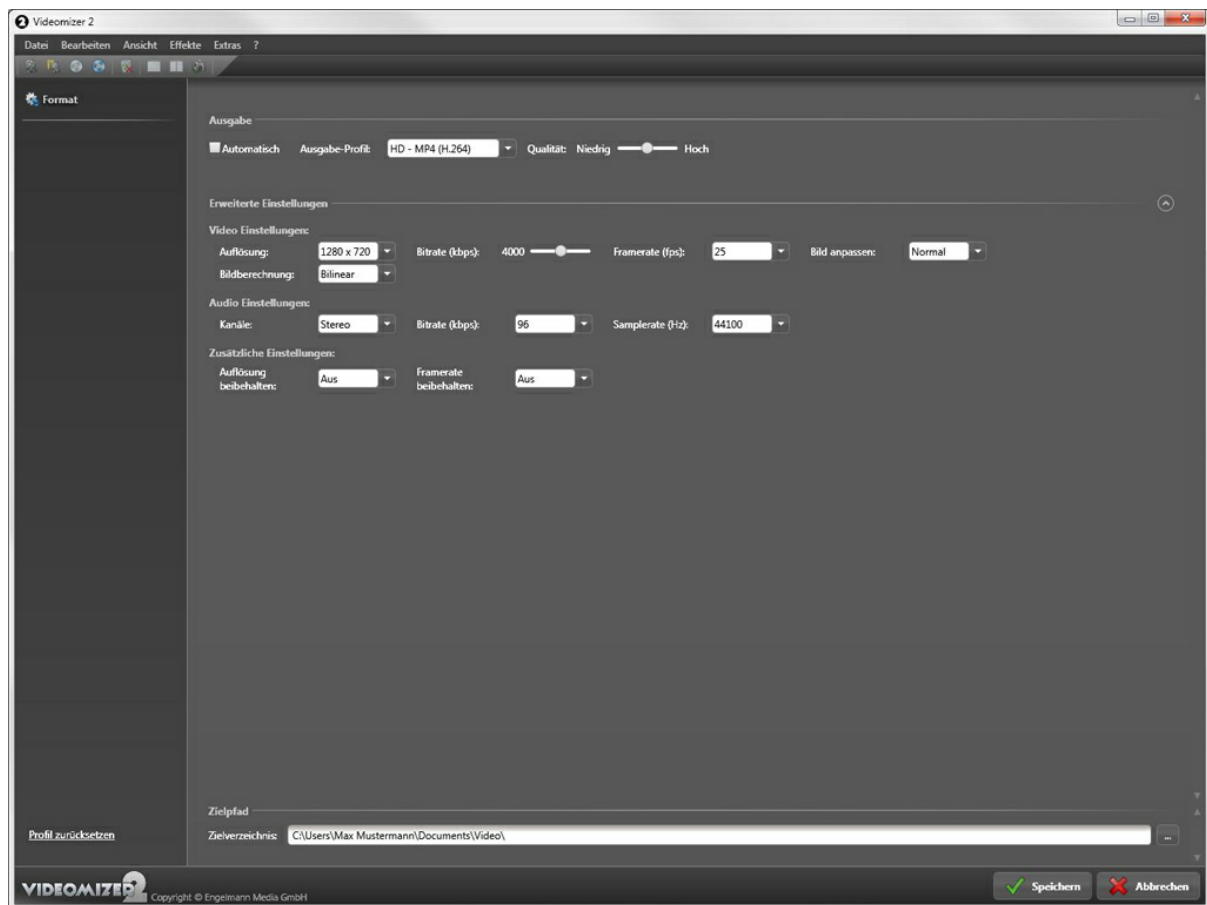 2 Videomizer 2
Datei Bearbeiten Ansicht Effekte Extras ?
Format
Ausgabe
Automatisch Ausgabe-Profil: HD - MP4 (H.264) Qualität: Niedrig Hoch
Erweiterte Einstellungen
Video Einstellungen:
Auflösung: 1280 x 720 Bitrate (kbps): 4000 Framerate (fps): 25 Bild anpassen: Normal
Bildberechnung: Bilinear
Audio Einstellungen:
Kanäle: Stereo Bitrate (kbps): 96 Samplerate (Hz): 44100
Zusätzliche Einstellungen:
Auflösung beibehalten: Aus Framerate beibehalten: Aus
Zielpfad
Profil zurücksetzen
Zielverzeichnis: C:\Users\Max Mustermann\Documents\Video\ ...
VIDEOMIZER 2 Copyright © Engelmann Media GmbH
Speichern Abbrechen